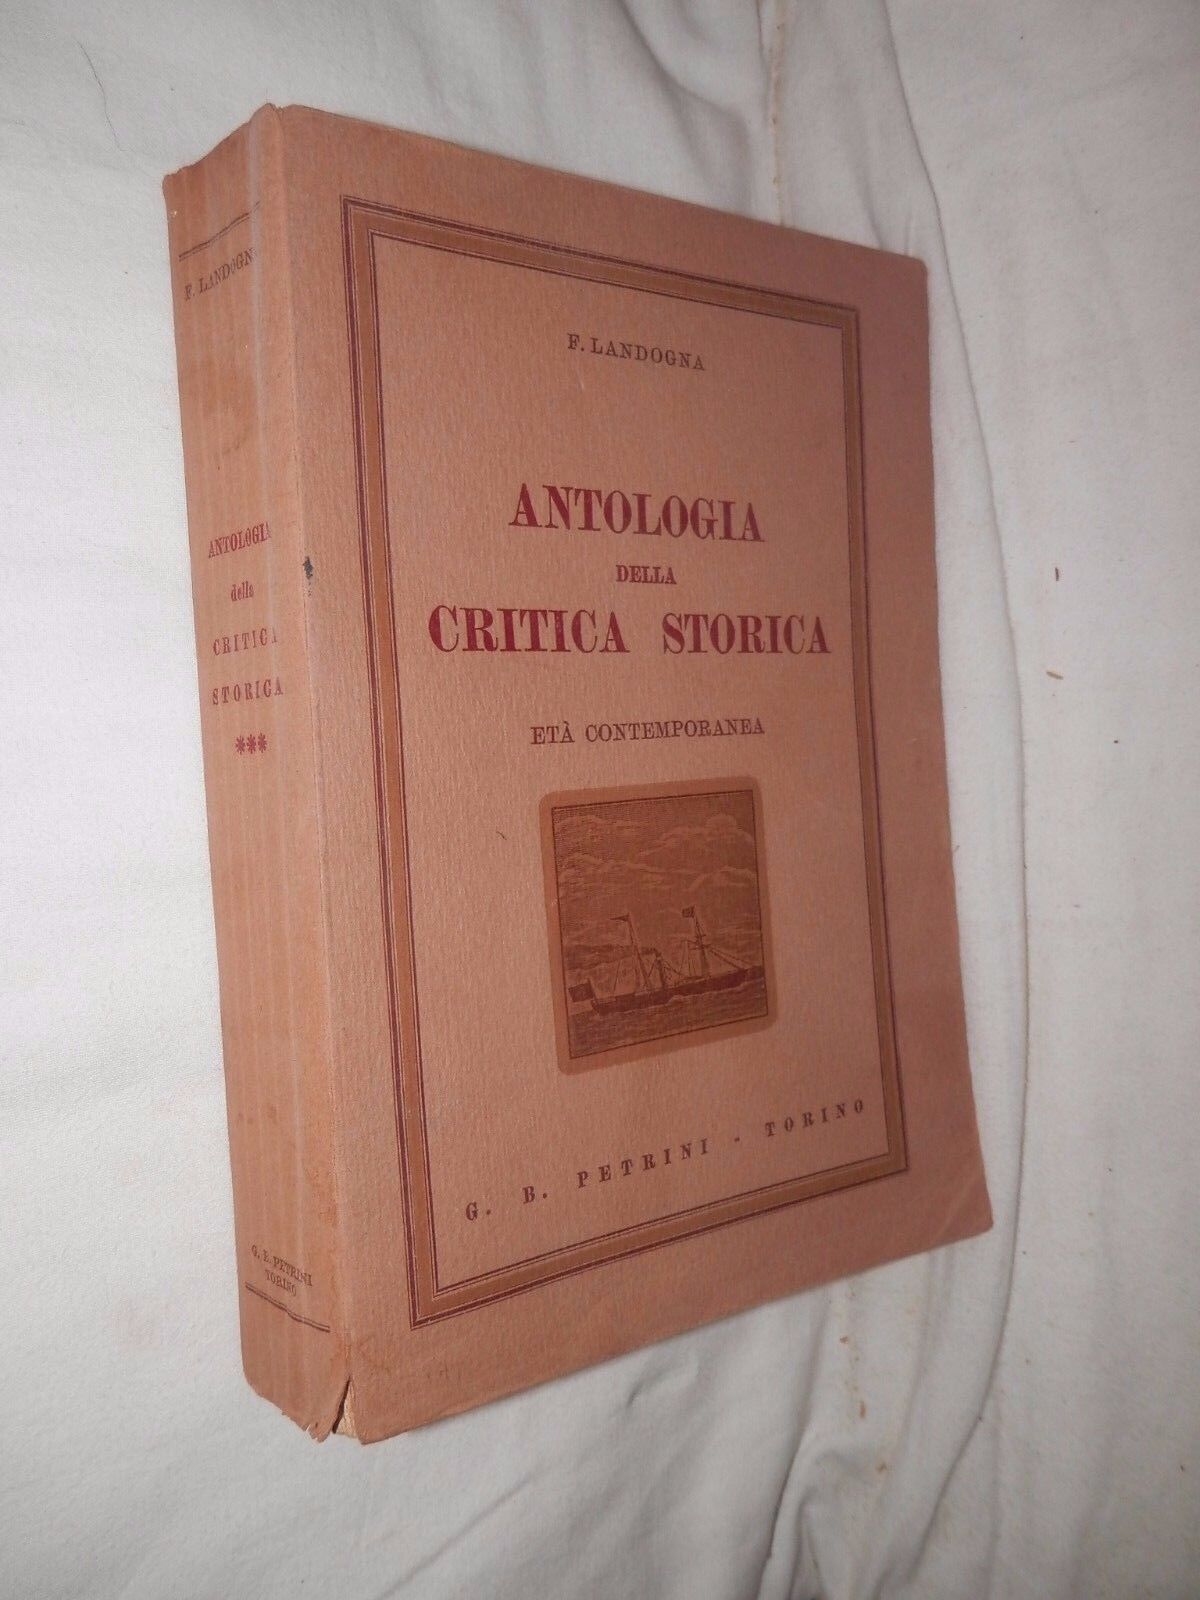 F. LANDOGNA
ANTOLOGIA
della
CRITICA
STORICA
***
G. B. PETRINI
TORINO
F. LANDOGNA
ANTOLOGIA
DELLA
CRITICA STORICA
ETÀ CONTEMPORANEA
G. B. PETRINI - TORINO